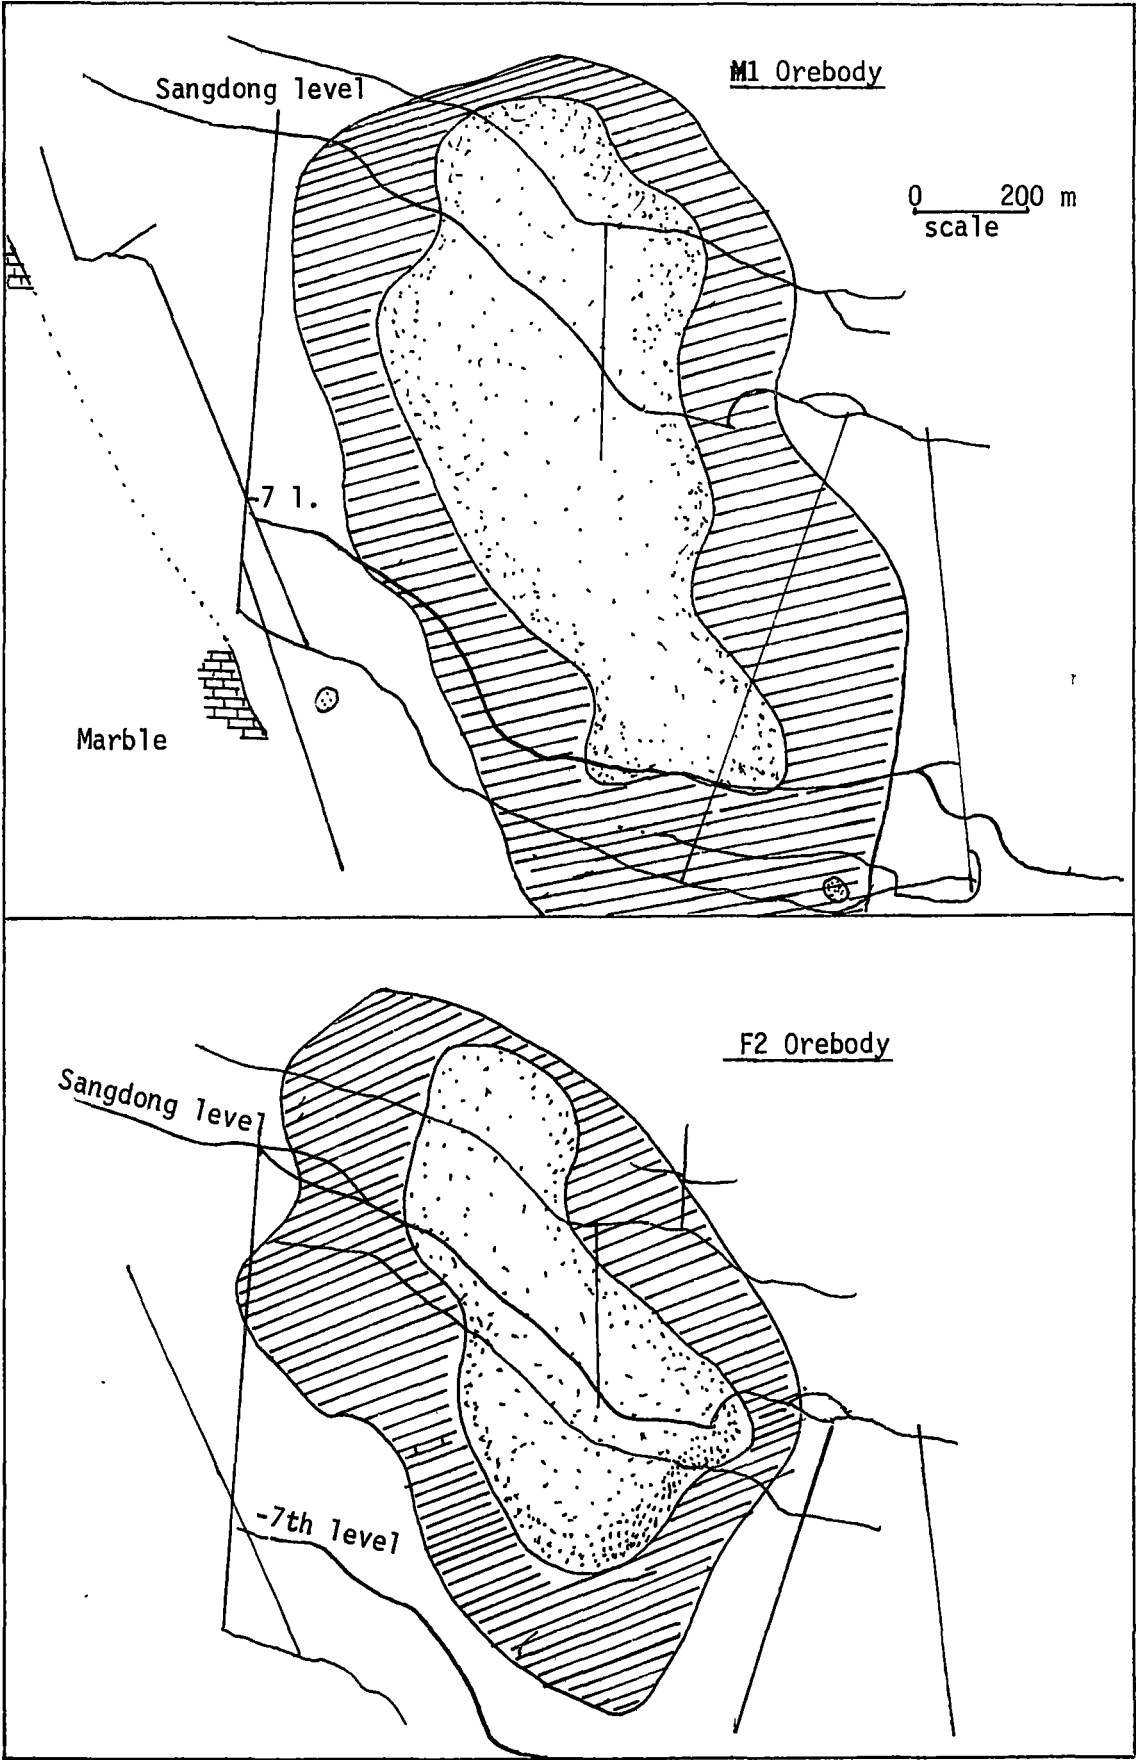 M1 Orebody
Sangdong level
0 200 m
scale
-7 l.
Marble
F2 Orebody
Sangdong level
-7th level